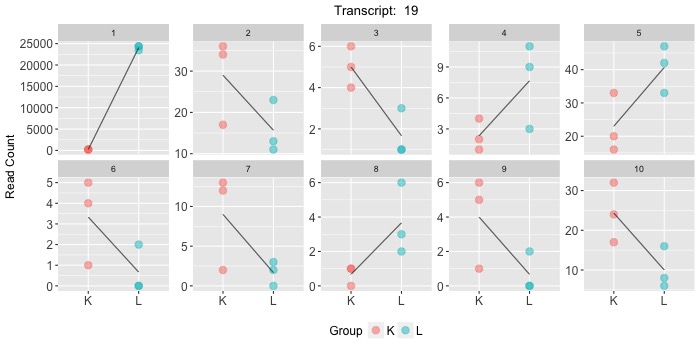 Transcript: 19
1 2 3 4 5
25000 20000 15000 10000 5000 0
30 20 10
6 4 2
9 6 3
40 30 20
Read Count
6 7 8 9 10
5 4 3 2 1 0
10 5 0
6 4 2 0
6 4 2 0
30 20 10
K L K L K L K L K L
Group K L